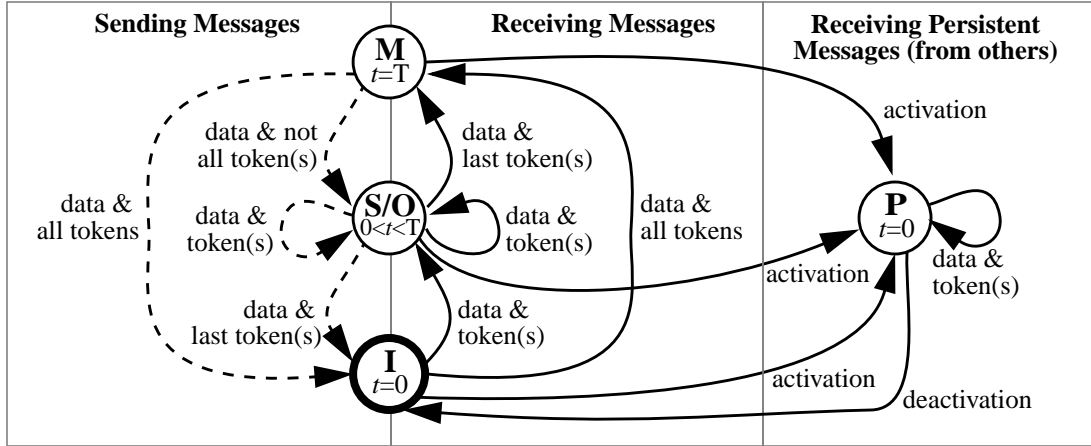 Sending Messages
Receiving Messages
Receiving Persistent
Messages (from others)
M
t=T
activation
data & not
all token(s)
data &
last token(s)
S/O
0<t<T
data &
token(s)
data &
token(s)
data &
all tokens
data &
all tokens
P
t=0
data &
token(s)
activation
data &
last token(s)
data &
token(s)
I
t=0
activation
deactivation